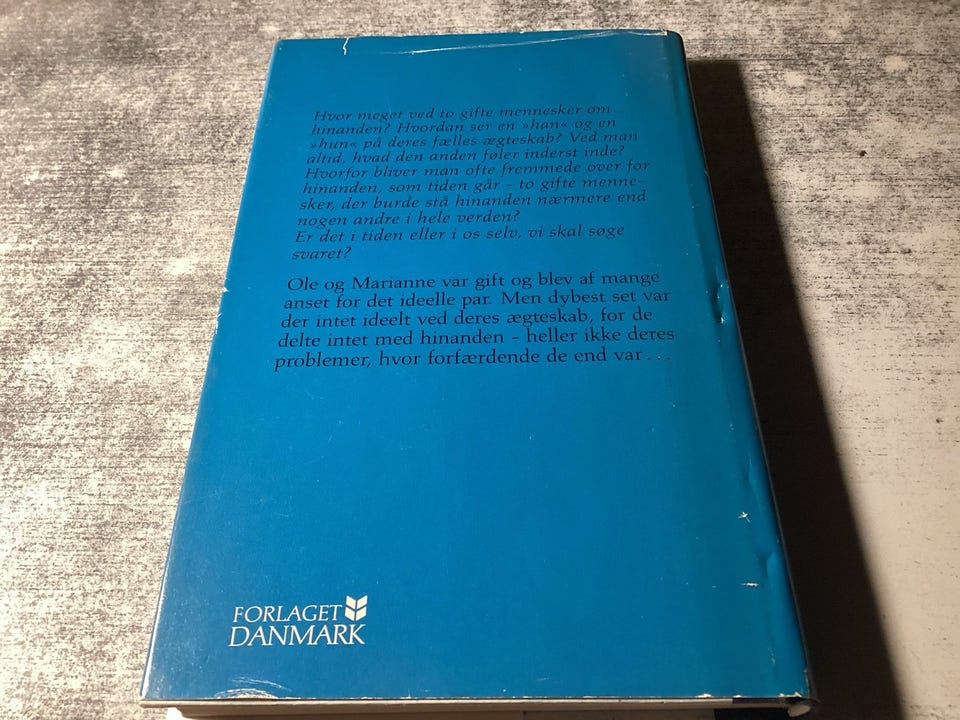 Hvor meget ved to gifte mennesker om
hinanden? Hvordan ser en »han« og en
»hun« på deres fælles ægteskab? Ved man
altid, hvad den anden føler inderst inde?
Hvorfor bliver man ofte fremmede over for
hinanden, som tiden går - to gifte menne-
sker, der burde stå hinanden nærmere end
nogen andre i hele verden?
Er det i tiden eller i os selv, vi skal søge
svaret?
Ole og Marianne var gift og blev af mange
anset for det ideelle par. Men dybest set var
der intet ideelt ved deres ægteskab, for de
delte intet med hinanden - heller ikke deres
problemer, hvor forfærdende de end var...
FORLAGET
DANMARK